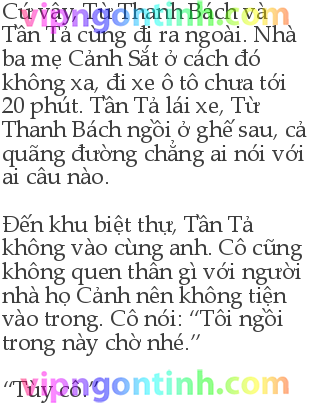 Cứ vậy, Từ Thanh Bách và
Tần Tả cùng đi ra ngoài. Nhà
ba mẹ Cảnh Sắt ở cách đó
không xa, đi xe ô tô chưa tới
20 phút. Tần Tả lái xe, Từ
Thanh Bách ngồi ở ghế sau, cả
quãng đường chẳng ai nói với
ai câu nào.
Đến khu biệt thự, Tần Tả
không vào cùng anh. Cô cũng
không quen thân gì với người
nhà họ Cảnh nên không tiện
vào trong. Cô nói: “Tôi ngồi
trong này chờ nhé.”
“Tùy cô.”
vipngontinh.com
vipngontinh.com